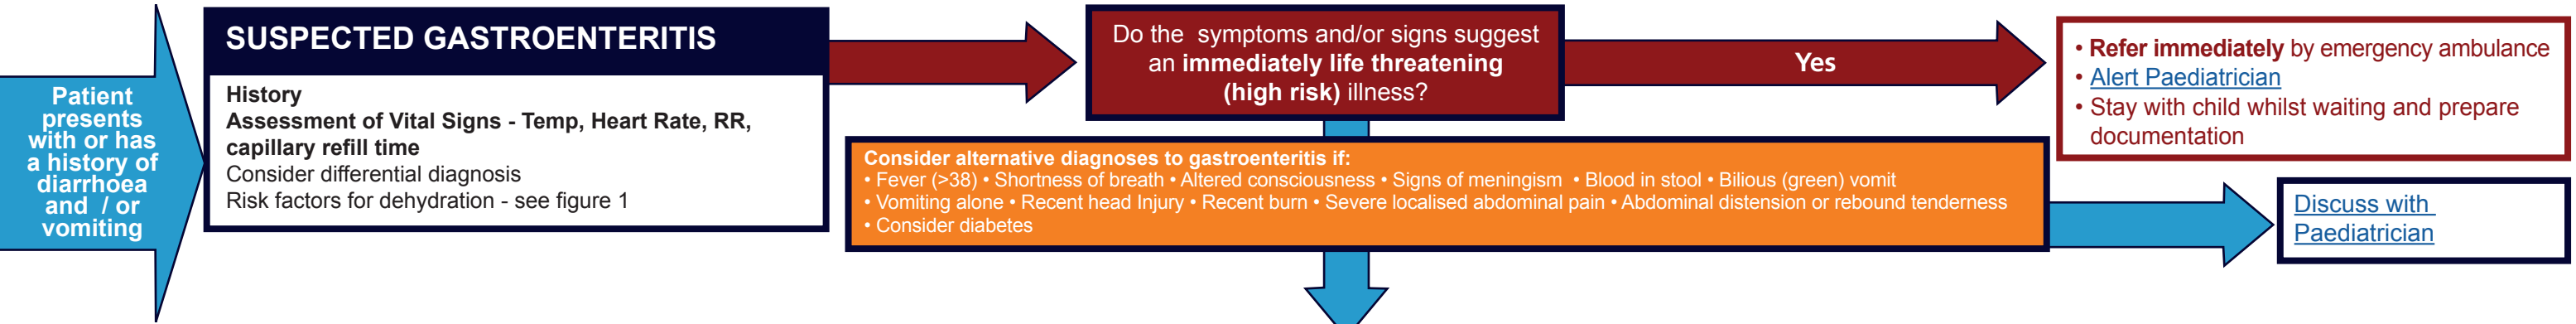 Patient
presents
with or has
a history of
diarrhoea
and / or
vomiting
SUSPECTED GASTROENTERITIS
History
Assessment of Vital Signs - Temp, Heart Rate, RR,
capillary refill time
Consider differential diagnosis
Risk factors for dehydration - see figure 1
Do the symptoms and/or signs suggest
an immediately life threatening
(high risk) illness?
Yes
• Refer immediately by emergency ambulance
• Alert Paediatrician
• Stay with child whilst waiting and prepare
documentation
Consider alternative diagnoses to gastroenteritis if:
• Fever (>38) • Shortness of breath • Altered consciousness • Signs of meningism • Blood in stool • Bilious (green) vomit
• Vomiting alone • Recent head Injury • Recent burn • Severe localised abdominal pain • Abdominal distension or rebound tenderness
• Consider diabetes
Discuss with
Paediatrician